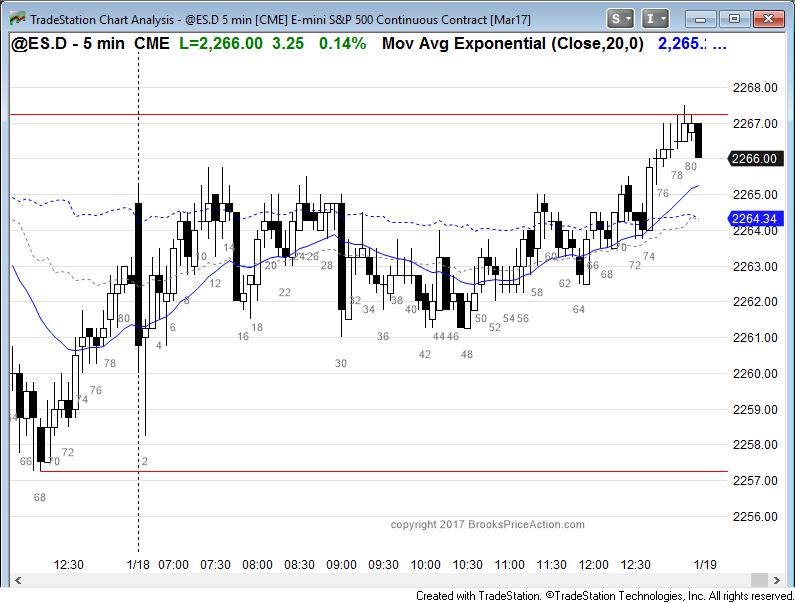 TradeStation Chart Analysis - @ES.D 5 min [CME] E-mini S&P 500 Continuous Contract [Mar17]
S I
@ES.D - 5 min CME L=2,266.00 3.25 0.14% Mov Avg Exponential (Close,20,0) 2,265.: ...
2268.00
2267.00
2266.00
2265.00
2264.34
2264.00
2263.00
2262.00
2261.00
2260.00
2259.00
2258.00
2257.00
2256.00
66 68 70 72 74 76 78 80
2 4 6 8 10 12 14 16 18 20 22 24 26 28 30 32 34 36 38 40 42 44 46 48 50 52 54 56 58 60 62 64 66 68 70 72 74 76 78 80
copyright 2017 BrooksPriceAction.com
12:30 1/18 07:00 07:30 08:00 08:30 09:00 09:30 10:00 10:30 11:00 11:30 12:00 12:30 1/19
Created with TradeStation. ©TradeStation Technologies, Inc. All rights reserved.